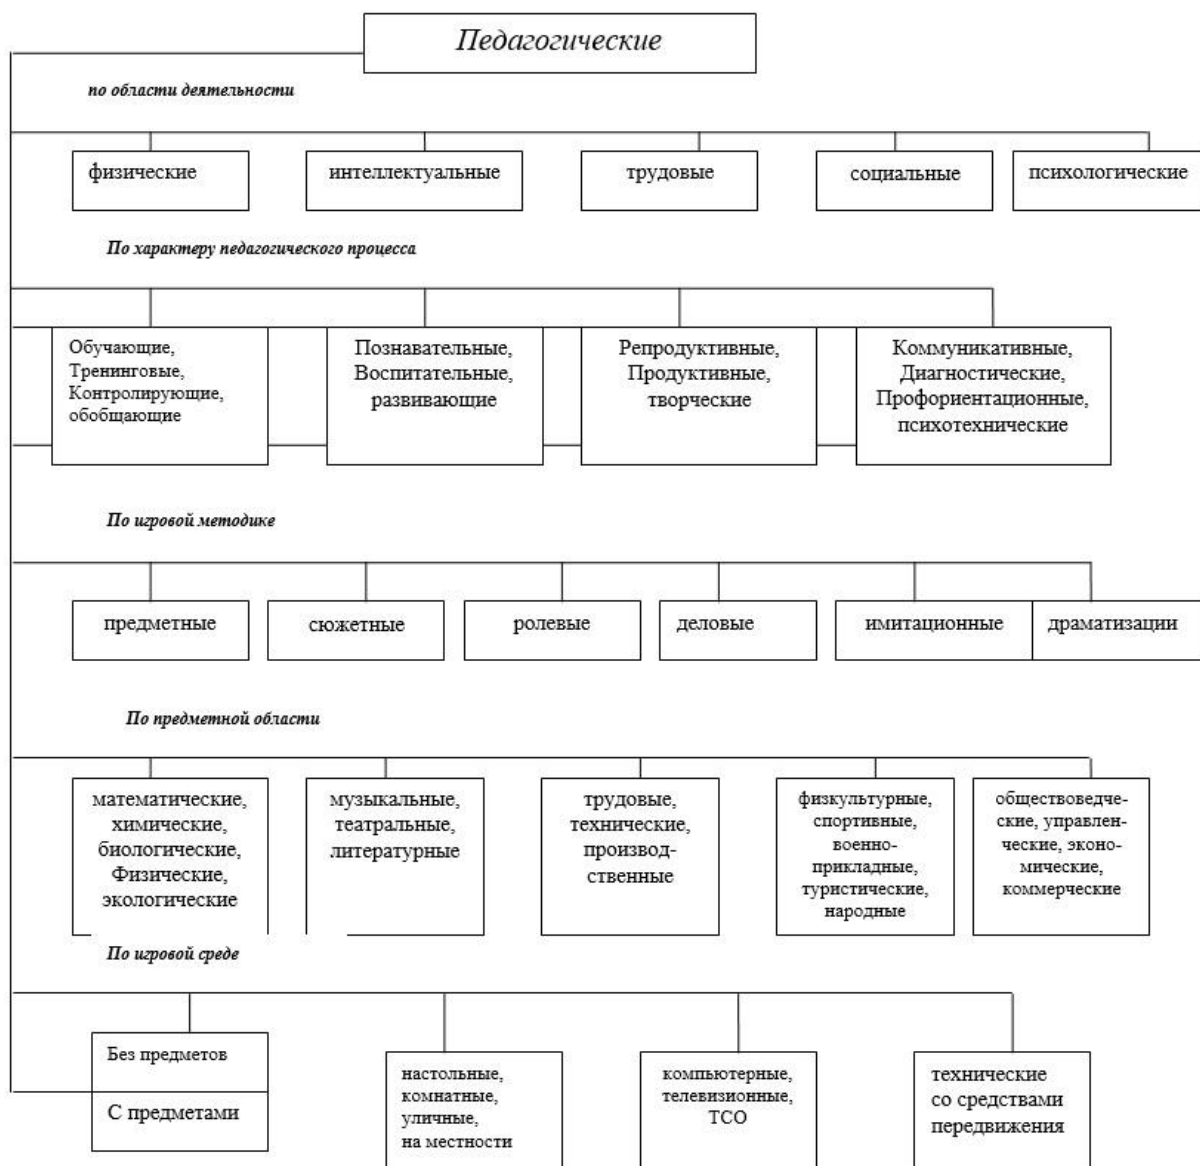 Педагогические
по области деятельности
физические
интеллектуальные
трудовые
социальные
психологические
По характеру педагогического процесса
Обучающие,
Тренинговые,
Контролирующие,
обобщающие
Познавательные,
Воспитательные,
развивающие
Репродуктивные,
Продуктивные,
творческие
Коммуникативные,
Диагностические,
Профориентационные,
психотехнические
По игровой методике
предметные
сюжетные
ролевые
деловые
имитационные
драматизации
По предметной области
математические,
химические,
биологические,
Физические,
экологические
музыкальные,
театральные,
литературные
трудовые,
технические,
производ-
ственные
физкультурные,
спортивные,
военно-
прикладные,
туристические,
народные
обществоведче-
ские, управлен-
ческие, эконо-
мические,
коммерческие
По игровой среде
Без предметов
С предметами
настольные,
комнатные,
уличные,
на местности
компьютерные,
телевизионные,
ТСО
технические
со средствами
передвижения